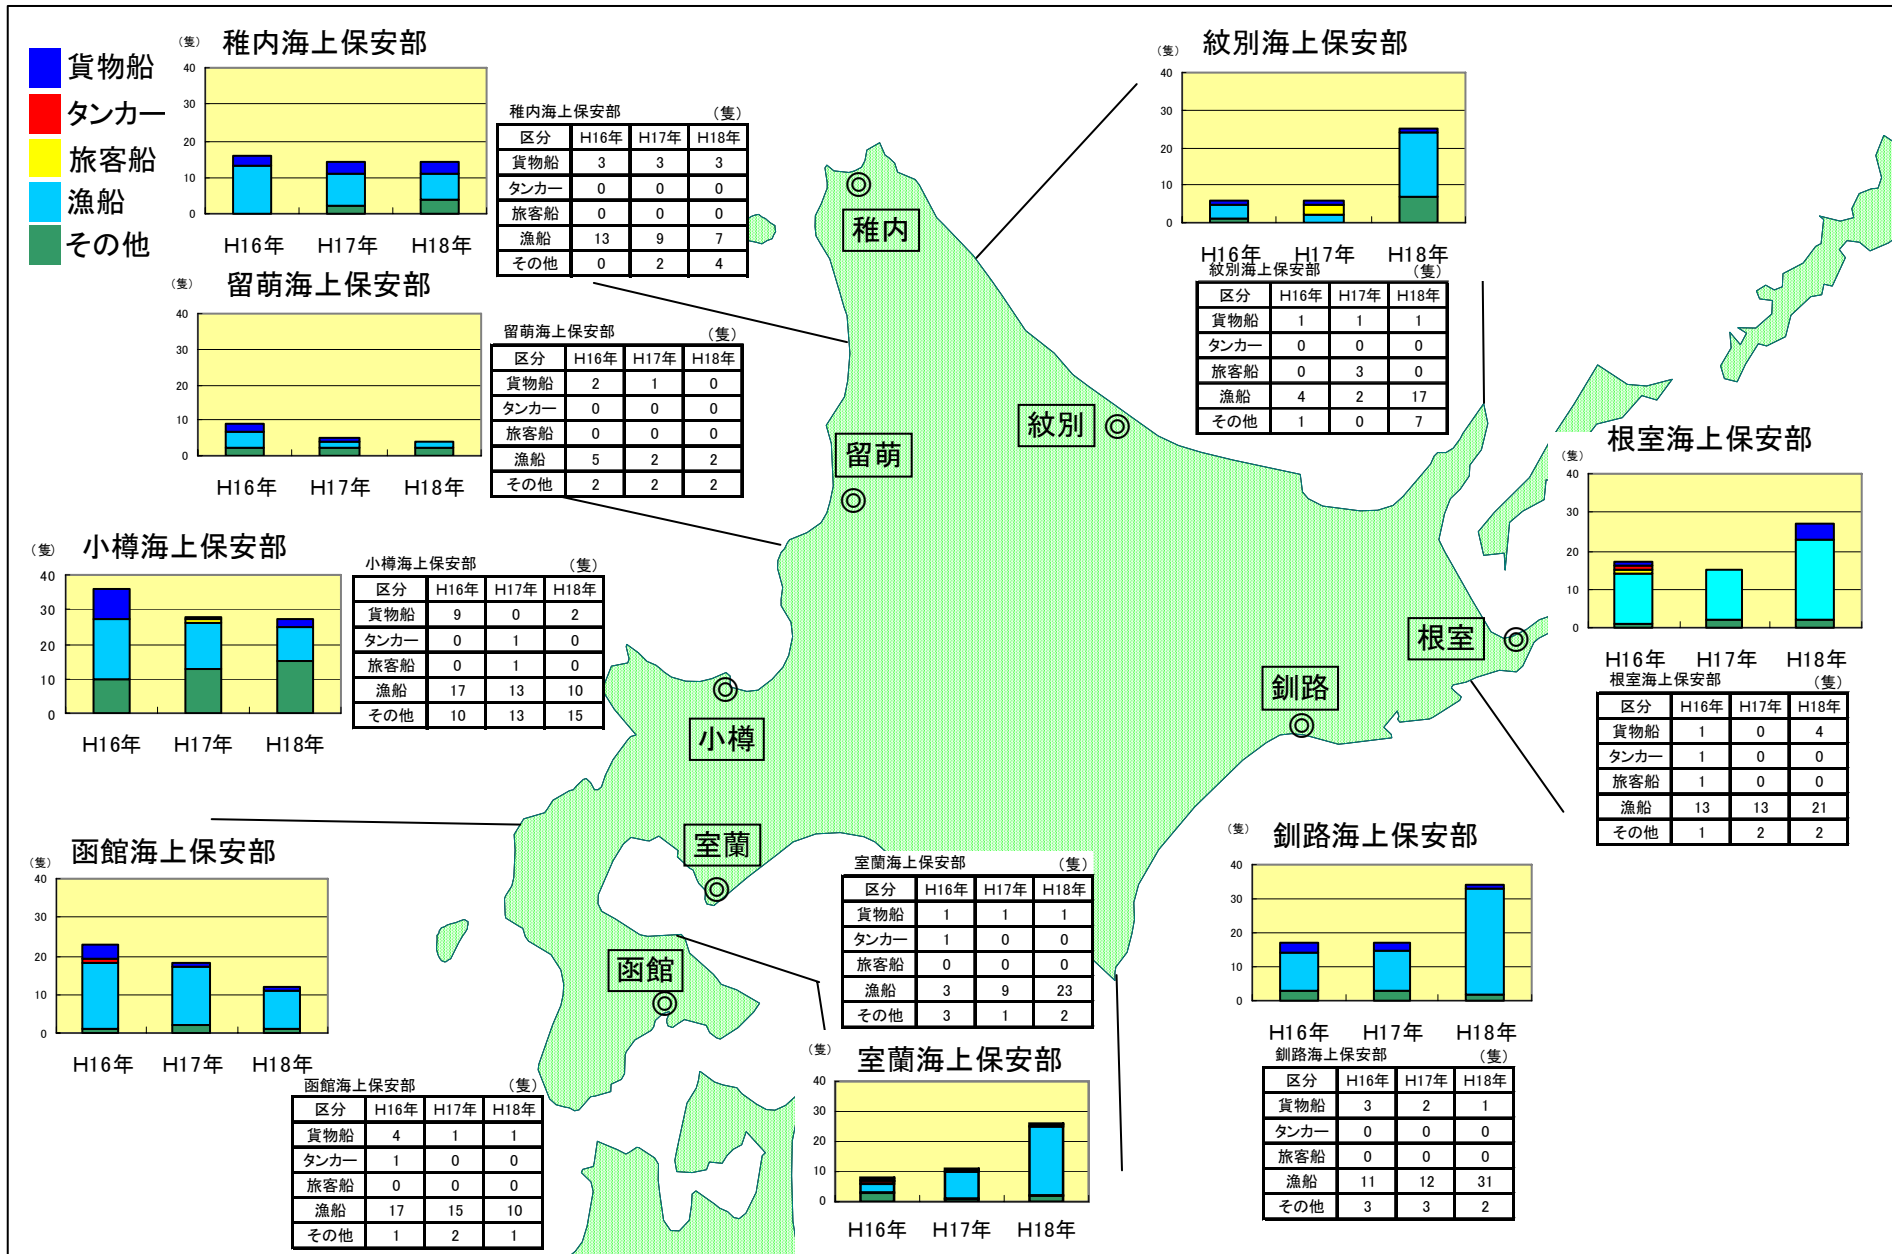 貨物船
タンカー
旅客船
漁船
その他
稚内海上保安部
(隻)
40
30
20
10
0
H16年 H17年 H18年
稚内海上保安部 (隻)
区分 H16年 H17年 H18年
貨物船 3 3 3
タンカー 0 0 0
旅客船 0 0 0
漁船 13 9 7
その他 0 2 4
留萌海上保安部
(隻)
40
30
20
10
0
H16年 H17年 H18年
留萌海上保安部 (隻)
区分 H16年 H17年 H18年
貨物船 2 1 0
タンカー 0 0 0
旅客船 0 0 0
漁船 5 2 2
その他 2 2 2
小樽海上保安部
(隻)
40
30
20
10
0
H16年 H17年 H18年
小樽海上保安部 (隻)
区分 H16年 H17年 H18年
貨物船 9 0 2
タンカー 0 1 0
旅客船 0 1 0
漁船 17 13 10
その他 10 13 15
函館海上保安部
(隻)
40
30
20
10
0
H16年 H17年 H18年
函館海上保安部 (隻)
区分 H16年 H17年 H18年
貨物船 4 1 1
タンカー 1 0 0
旅客船 0 0 0
漁船 17 15 10
その他 1 2 1
稚内
紋別
留萌
根室
釧路
小樽
室蘭
函館
室蘭海上保安部 (隻)
区分 H16年 H17年 H18年
貨物船 1 1 1
タンカー 1 0 0
旅客船 0 0 0
漁船 3 9 23
その他 3 1 2
室蘭海上保安部
(隻)
40
30
20
10
0
H16年 H17年 H18年
紋別海上保安部
(隻)
40
30
20
10
0
H16年 H17年 H18年
紋別海上保安部 (隻)
区分 H16年 H17年 H18年
貨物船 1 1 1
タンカー 0 0 0
旅客船 0 3 0
漁船 4 2 17
その他 1 0 7
根室海上保安部
(隻)
40
30
20
10
0
H16年 H17年 H18年
根室海上保安部 (隻)
区分 H16年 H17年 H18年
貨物船 1 0 4
タンカー 1 0 0
旅客船 1 0 0
漁船 13 13 21
その他 1 2 2
釧路海上保安部
(隻)
40
30
20
10
0
H16年 H17年 H18年
釧路海上保安部 (隻)
区分 H16年 H17年 H18年
貨物船 3 2 1
タンカー 0 0 0
旅客船 0 0 0
漁船 11 12 31
その他 3 3 2